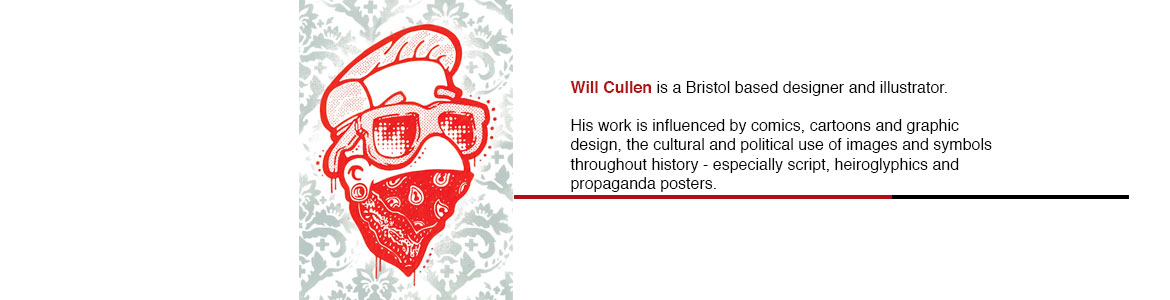 Will Cullen is a Bristol based designer and illustrator.
His work is influenced by comics, cartoons and graphic
design, the cultural and political use of images and symbols
throughout history - especially script, heiroglyphics and
propaganda posters.